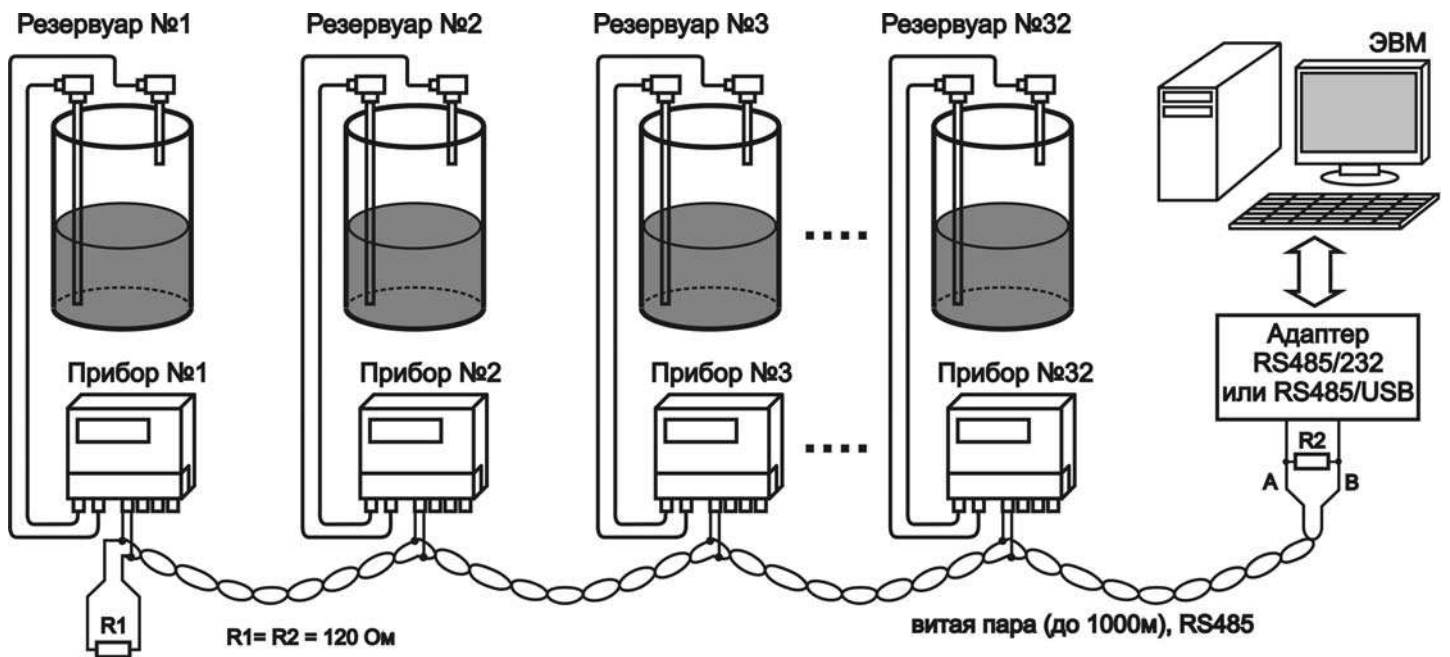 Резервуар №1
Резервуар №2
Резервуар №3
Резервуар №32
ЭВМ
Прибор №1
Прибор №2
Прибор №3
Прибор №32
Адаптер
RS485/232
или RS485/USB
R2
A
B
R1
R1= R2 = 120 Ом
витая пара (до 1000м), RS485